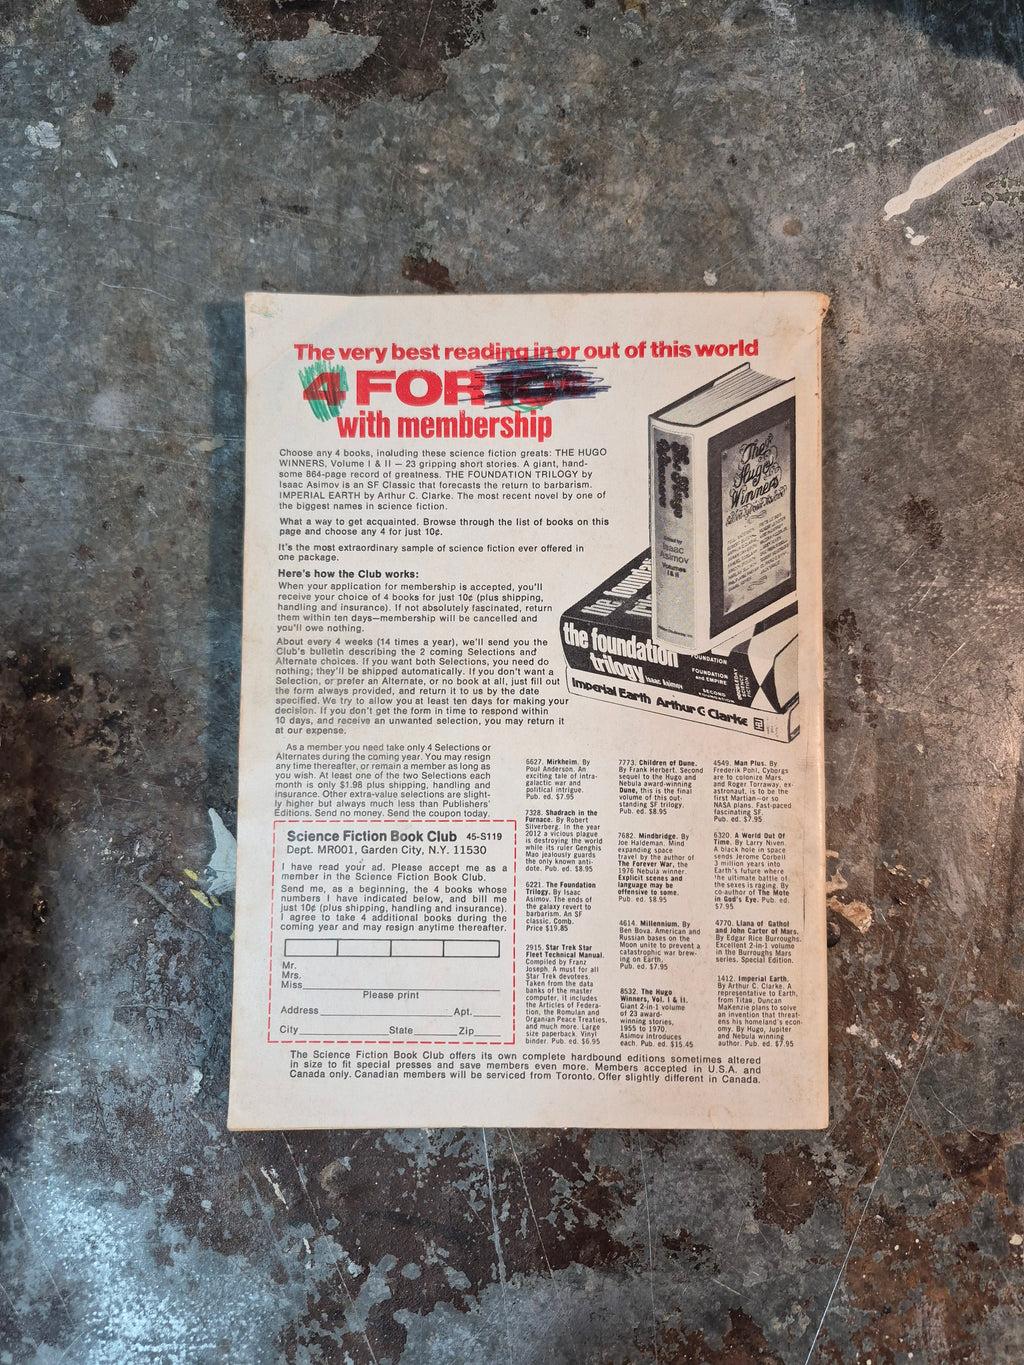 The very best reading in or out of this world
4 FOR 10¢
with membership
Choose any 4 books, including these science fiction greats: THE HUGO
WINNERS, Volume I & II — 23 gripping short stories. A giant, hand-
some 864-page record of greatness. THE FOUNDATION TRILOGY by
Isaac Asimov is an SF Classic that forecasts the return to barbarism.
IMPERIAL EARTH by Arthur C. Clarke. The most recent novel by one of
the biggest names in science fiction.
What a way to get acquainted. Browse through the list of books on this
page and choose any 4 for just 10¢.
It's the most extraordinary sample of science fiction ever offered in
one package.
Here's how the Club works:
When your application for membership is accepted, you'll
receive your choice of 4 books for just 10¢ (plus shipping,
handling and insurance). If not absolutely fascinated, return
them within ten days—membership will be cancelled and
you'll owe nothing.
About every 4 weeks (14 times a year), we'll send you the
Club's bulletin describing the 2 coming Selections and
Alternate choices. If you want both Selections, you need do
nothing; they'll be shipped automatically. If you don't want a
Selection, or prefer an Alternate, or no book at all, just fill out
the form always provided, and return it to us by the date
specified. We try to allow you at least ten days for making your
decision. If you don't get the form in time to respond within
10 days, and receive an unwanted selection, you may return it
at our expense.
As a member you need take only 4 Selections or
Alternates during the coming year. You may resign
any time thereafter, or remain a member as long as
you wish. At least one of the two Selections each
month is only $1.98 plus shipping, handling and
insurance. Other extra-value selections are slight-
ly higher but always much less than Publishers'
Editions. Send no money. Send the coupon today.
The
Hugo
Winners
Edited by
Isaac
Asimov
Volumes
I & II
the foundation
trilogy Isaac Asimov
FOUNDATION
FOUNDATION
and EMPIRE
SECOND
FOUNDATION
DOUBLEDAY
SCIENCE
FICTION
Imperial Earth Arthur C. Clarke
Science Fiction Book Club 45-S119
Dept. MR001, Garden City, N.Y. 11530
I have read your ad. Please accept me as a
member in the Science Fiction Book Club.
Send me, as a beginning, the 4 books whose
numbers I have indicated below, and bill me
just 10¢ (plus shipping, handling and insurance).
I agree to take 4 additional books during the
coming year and may resign anytime thereafter.
Mr.
Mrs.
Miss
Please print
Address Apt.
City State Zip
6627. Mirkheim. By
Poul Anderson. An
exciting tale of intra-
galactic war and
political intrigue.
Pub. ed. $7.95
7328. Shadrach in the
Furnace. By Robert
Silverberg. In the year
2012 a vicious plague
is destroying the world
while its ruler Genghis
Mao jealously guards
the only known anti-
dote. Pub. ed. $8.95
6221. The Foundation
Trilogy. By Isaac
Asimov. The ends of
the galaxy revert to
barbarism. An SF
classic. Comb.
Price $19.85
2915. Star Trek Star
Fleet Technical Manual.
Compiled by Franz
Joseph. A must for all
Star Trek devotees.
Taken from the data
banks of the master
computer, it includes
the Articles of Federa-
tion, the Romulan and
Organian Peace Treaties,
and much more. Large
size paperback. Vinyl
binder. Pub. ed. $6.95
7773. Children of Dune.
By Frank Herbert. Second
sequel to the Hugo and
Nebula award-winning
Dune, this is the final
volume of this out-
standing SF trilogy.
Pub. ed. $8.95
7682. Mindbridge. By
Joe Haldeman. Mind
expanding space
travel by the author of
The Forever War, the
1976 Nebula winner.
Explicit scenes and
language may be
offensive to some.
Pub. ed. $8.95
4614. Millennium. By
Ben Bova. American and
Russian bases on the
Moon unite to prevent a
catastrophic war brew-
ing on Earth.
Pub. ed. $7.95
8532. The Hugo
Winners, Vol. I & II.
Giant 2-in-1 volume
of 23 award-
winning stories,
1955 to 1970.
Asimov introduces
each. Pub. ed. $15.45
4549. Man Plus. By
Frederik Pohl, Cyborgs
are to colonize Mars,
and Roger Torraway, ex-
astronaut, is to be the
first Martian—or so
NASA plans. Fast-paced
fascinating SF.
Pub. ed. $7.95
6320. A World Out Of
Time. By Larry Niven.
A black hole in space
sends Jerome Corbell
3 million years into
Earth's future where
the ultimate battle of
the sexes is raging. By
co-author of The Mote
in God's Eye. Pub. ed.
$7.95
4770. Llana of Gathol
and John Carter of Mars.
By Edgar Rice Burroughs.
Excellent 2-in-1 volume
in the Burroughs Mars
series. Special Edition.
1412. Imperial Earth.
By Arthur C. Clarke. A
representative to Earth,
from Titan, Duncan
MaKenzie plans to solve
an invention that threat-
ens his homeland's econ-
omy. By Hugo, Jupiter
and Nebula winning
author. Pub. ed. $7.95
The Science Fiction Book Club offers its own complete hardbound editions sometimes altered
in size to fit special presses and save members even more. Members accepted in U.S.A. and
Canada only. Canadian members will be serviced from Toronto. Offer slightly different in Canada.